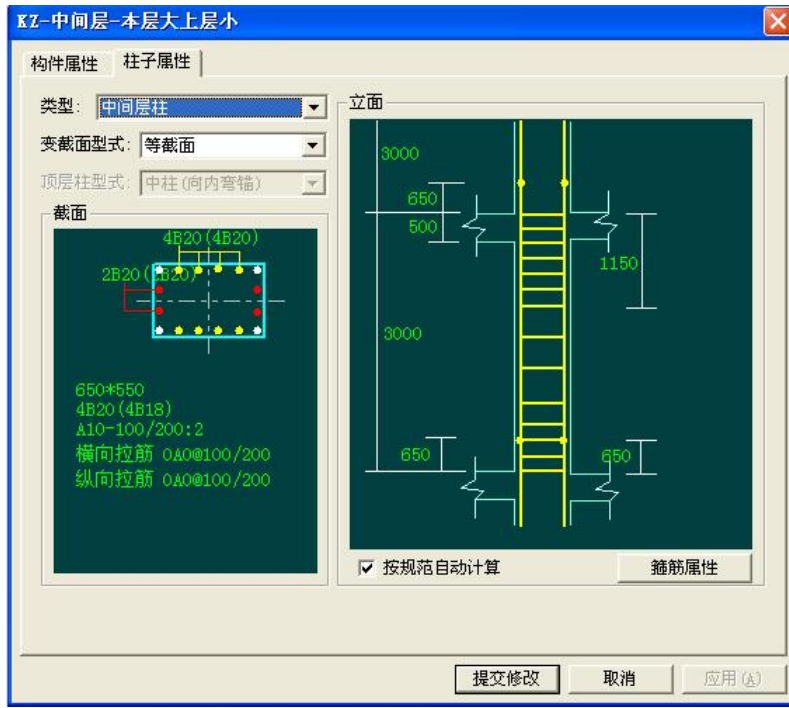 KZ-中间层-本层大上层小
构件属性 柱子属性
类型: 中间层柱
变截面型式: 等截面
顶层柱型式: 中柱(向内弯锚)
截面
4B20(4B20)
2B20(2B20)
650*550
4B20(4B18)
A10-100/200:2
横向拉筋 0A0@100/200
纵向拉筋 0A0@100/200
立面
3000
650
500
1150
3000
650
650
按规范自动计算
箍筋属性
提交修改
取消
应用(A)